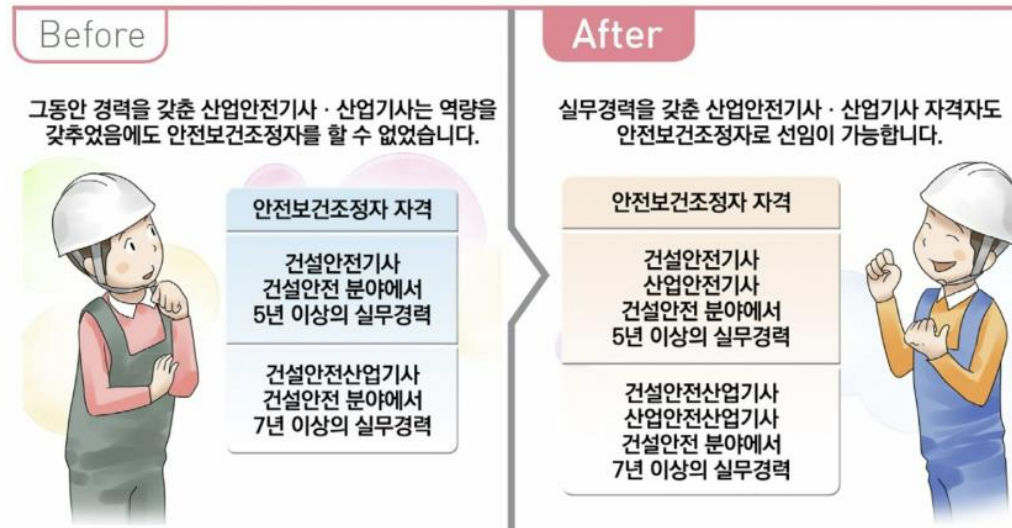 Before
그동안 경력을 갖춘 산업안전기사 · 산업기사는 역량을
갖추었음에도 안전보건조정자를 할 수 없었습니다.
안전보건조정자 자격
건설안전기사
건설안전 분야에서
5년 이상의 실무경력
건설안전산업기사
건설안전 분야에서
7년 이상의 실무경력
After
실무경력을 갖춘 산업안전기사 · 산업기사 자격자도
안전보건조정자로 선임이 가능합니다.
안전보건조정자 자격
건설안전기사
산업안전기사
건설안전 분야에서
5년 이상의 실무경력
건설안전산업기사
산업안전산업기사
건설안전 분야에서
7년 이상의 실무경력